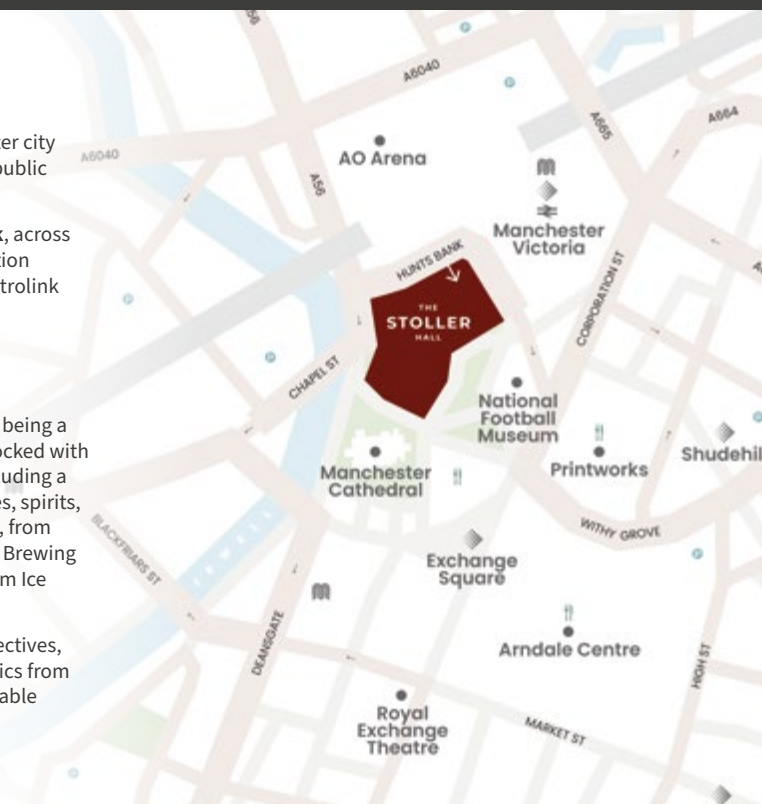 er city
public
, across
ion
trolink
being a
ocked with
uding a
es, spirits,
, from
Brewing
m Ice
ectives,
ics from
able
A6040
A6040
A56
A665
A664
AO Arena
Manchester
Victoria
HUNTS BANK
THE
STOLLER
HALL
CORPORATION ST
CHAPEL ST
National
Football
Museum
Printworks
Shudehil
Manchester
Cathedral
WITHY GROVE
BLACKFRIARS ST
IRWELL
Exchange
Square
DEANSGATE
Arndale Centre
HIGH ST
Royal
Exchange
Theatre
MARKET ST